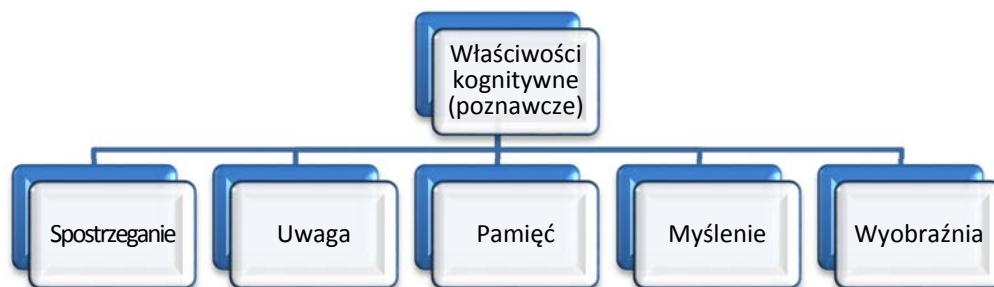 Właściwości
kognitywne
(poznawcze)
Spostrzeganie
Uwaga
Pamięć
Myślenie
Wyobraźnia